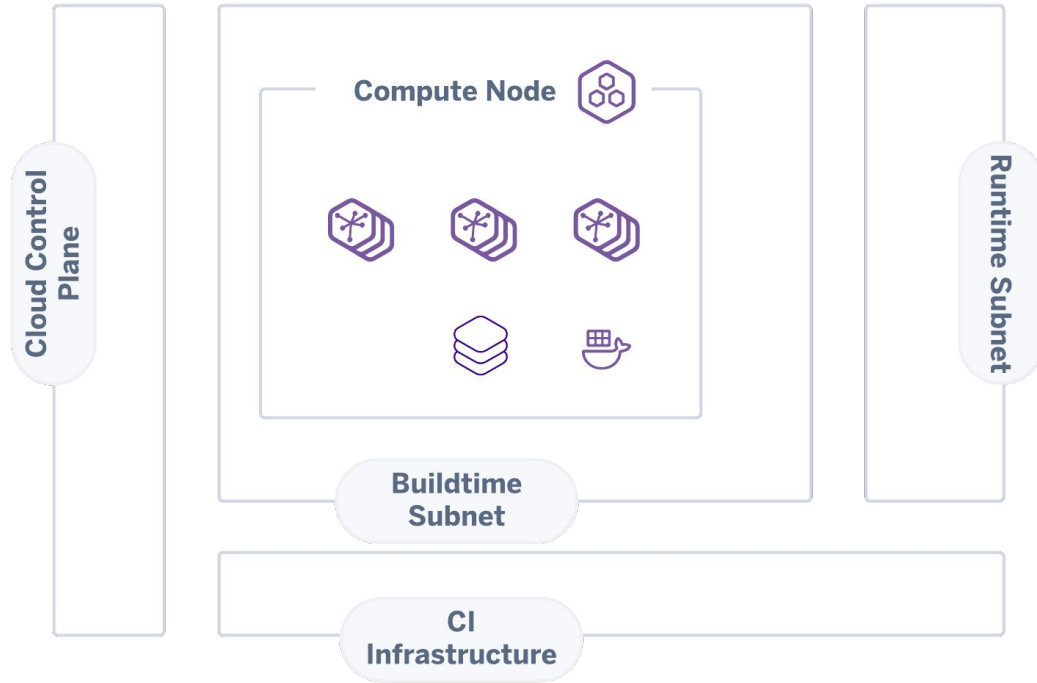 Compute Node
Cloud Control
Plane
Runtime Subnet
Buildtime
Subnet
CI
Infrastructure